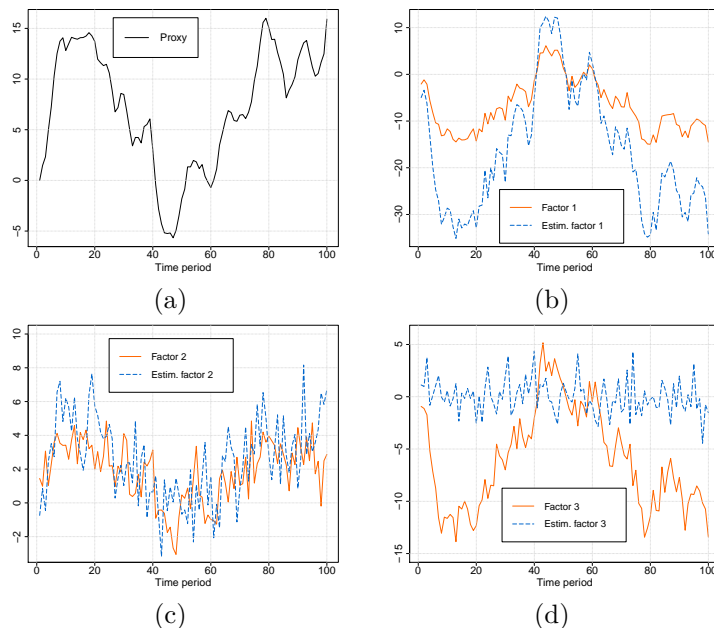 15
10
5
0
−5
Proxy
0 20 40 60 80 100
Time period
(a)
10
0
−10
−20
−30
Factor 1
Estim. factor 1
0 20 40 60 80 100
Time period
(b)
10
8
6
4
2
0
−2
Factor 2
Estim. factor 2
0 20 40 60 80 100
Time period
(c)
5
0
−5
−10
−15
Factor 3
Estim. factor 3
0 20 40 60 80 100
Time period
(d)